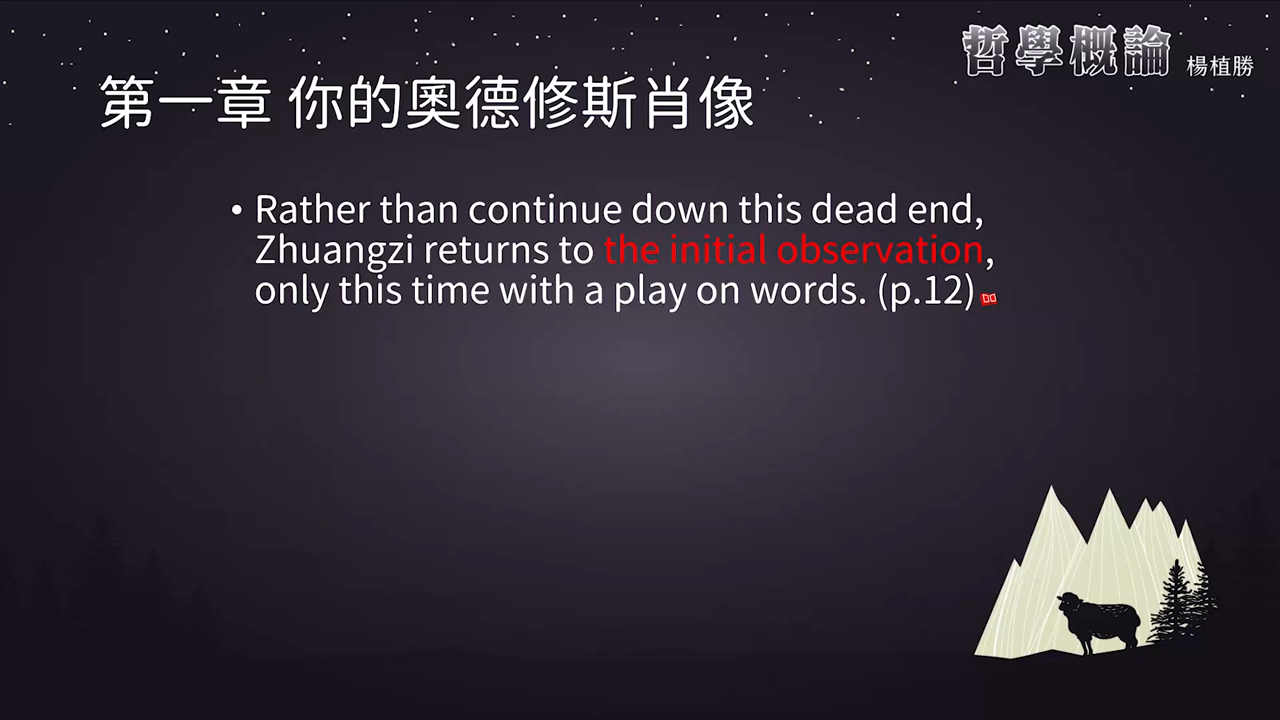 哲學概論 楊植勝
第一章 你的奧德修斯肖像
• Rather than continue down this dead end,
Zhuangzi returns to the initial observation,
only this time with a play on words. (p.12)